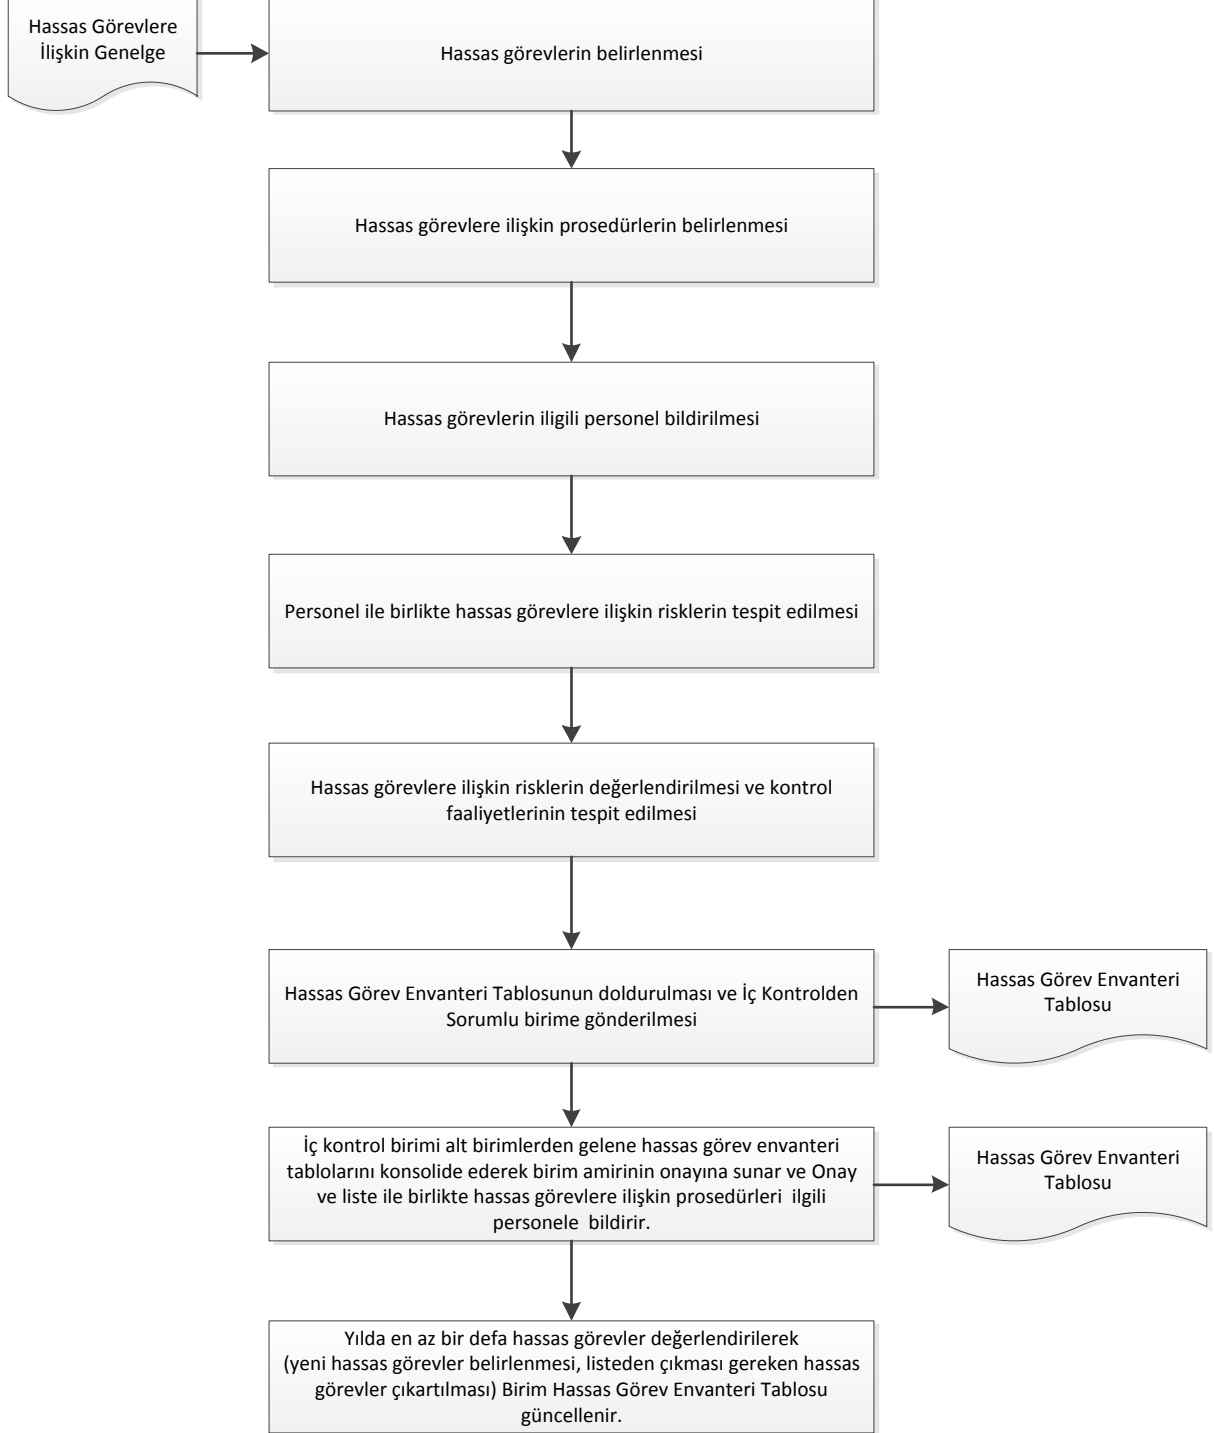 Hassas Görevlere
İlişkin Genelge
Hassas görevlerin belirlenmesi
Hassas görevlere ilişkin prosedürlerin belirlenmesi
Hassas görevlerin iligili personel bildirilmesi
Personel ile birlikte hassas görevlere ilişkin risklerin tespit edilmesi
Hassas görevlere ilişkin risklerin değerlendirilmesi ve kontrol
faaliyetlerinin tespit edilmesi
Hassas Görev Envanteri Tablosunun doldurulması ve İç Kontrolden
Sorumlu birime gönderilmesi
Hassas Görev Envanteri
Tablosu
İç kontrol birimi alt birimlerden gelene hassas görev envanteri
tablolarını konsolide ederek birim amirinin onayına sunar ve Onay
ve liste ile birlikte hassas görevlere ilişkin prosedürleri ilgili
personele bildirir.
Hassas Görev Envanteri
Tablosu
Yılda en az bir defa hassas görevler değerlendirilerek
(yeni hassas görevler belirlenmesi, listeden çıkması gereken hassas
görevler çıkartılması) Birim Hassas Görev Envanteri Tablosu
güncellenir.